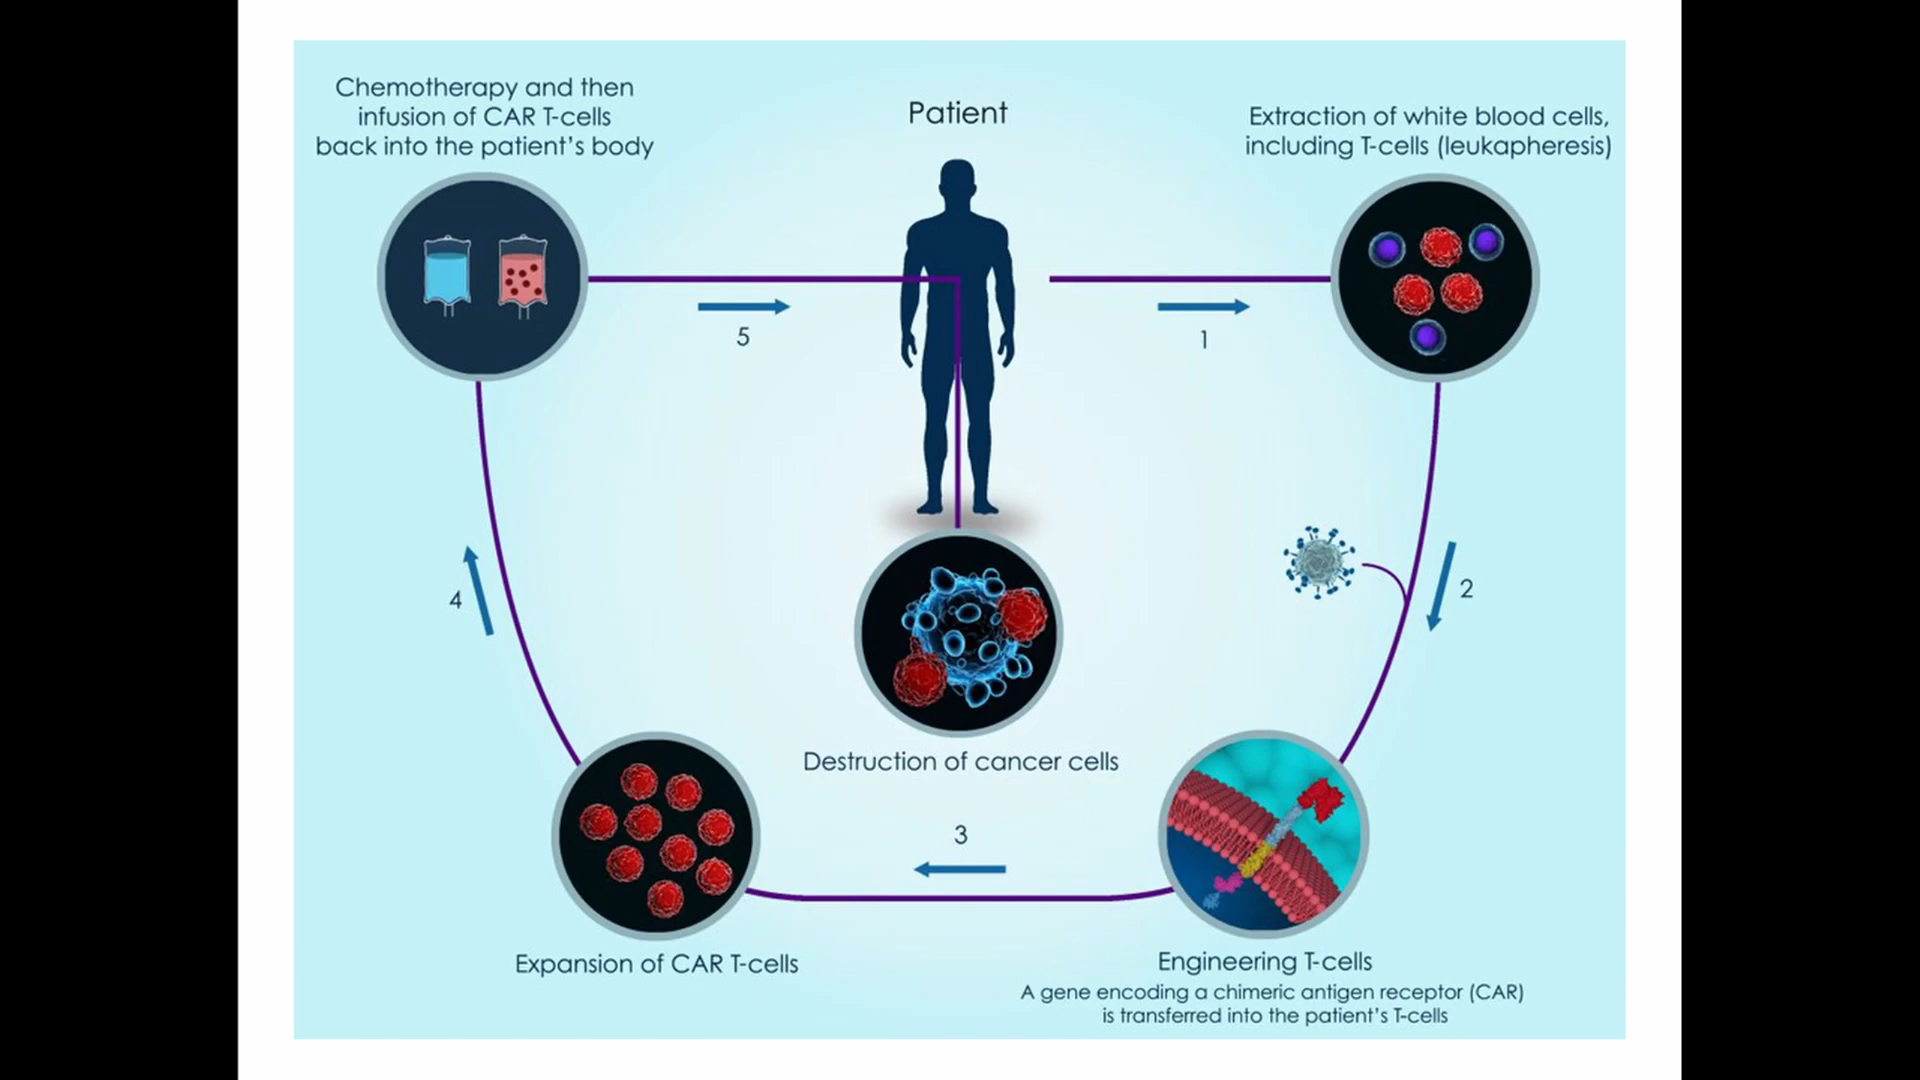 Chemotherapy and then
infusion of CAR T-cells
back into the patient's body
Patient
Extraction of white blood cells,
including T-cells (leukapheresis)
5
1
4
2
Destruction of cancer cells
3
Expansion of CAR T-cells
Engineering T-cells
A gene encoding a chimeric antigen receptor (CAR)
is transferred into the patient's T-cells